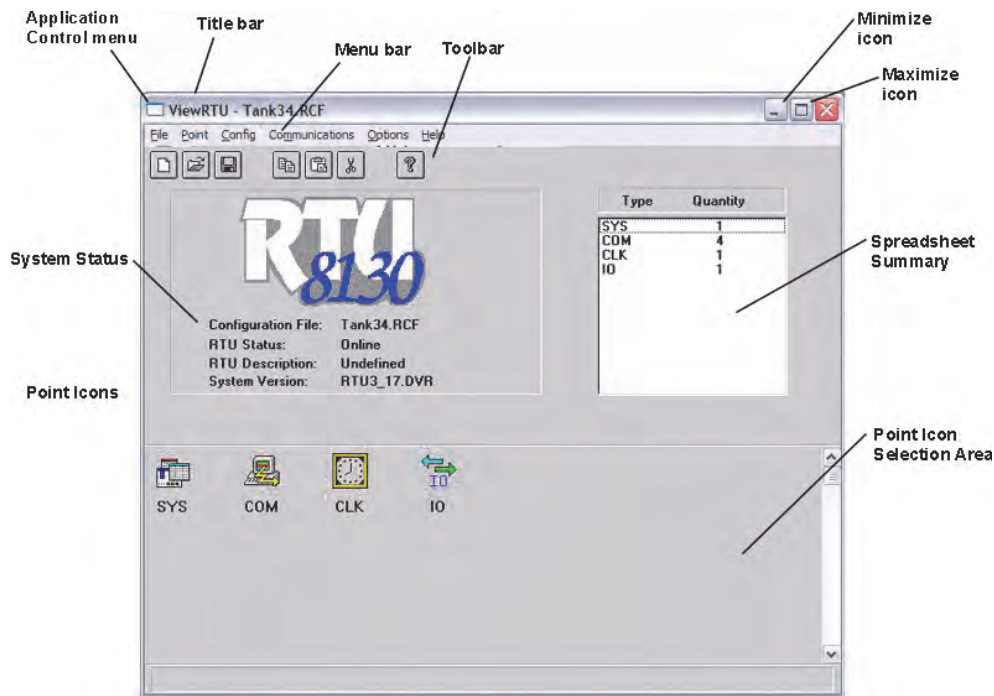 Application
Control menu
Title bar
Menu bar
Toolbar
Minimize
icon
Maximize
icon
ViewRTU - Tank34.RCF
File Point Config Communications Options Help
RTU
8130
Type Quantity
SYS 1
COM 4
CLK 1
IO 1
System Status
Spreadsheet
Summary
Configuration File: Tank34.RCF
RTU Status: Online
RTU Description: Undefined
System Version: RTU3_17.DVR
Point Icons
Point Icon
Selection Area
IO
SYS COM CLK IO